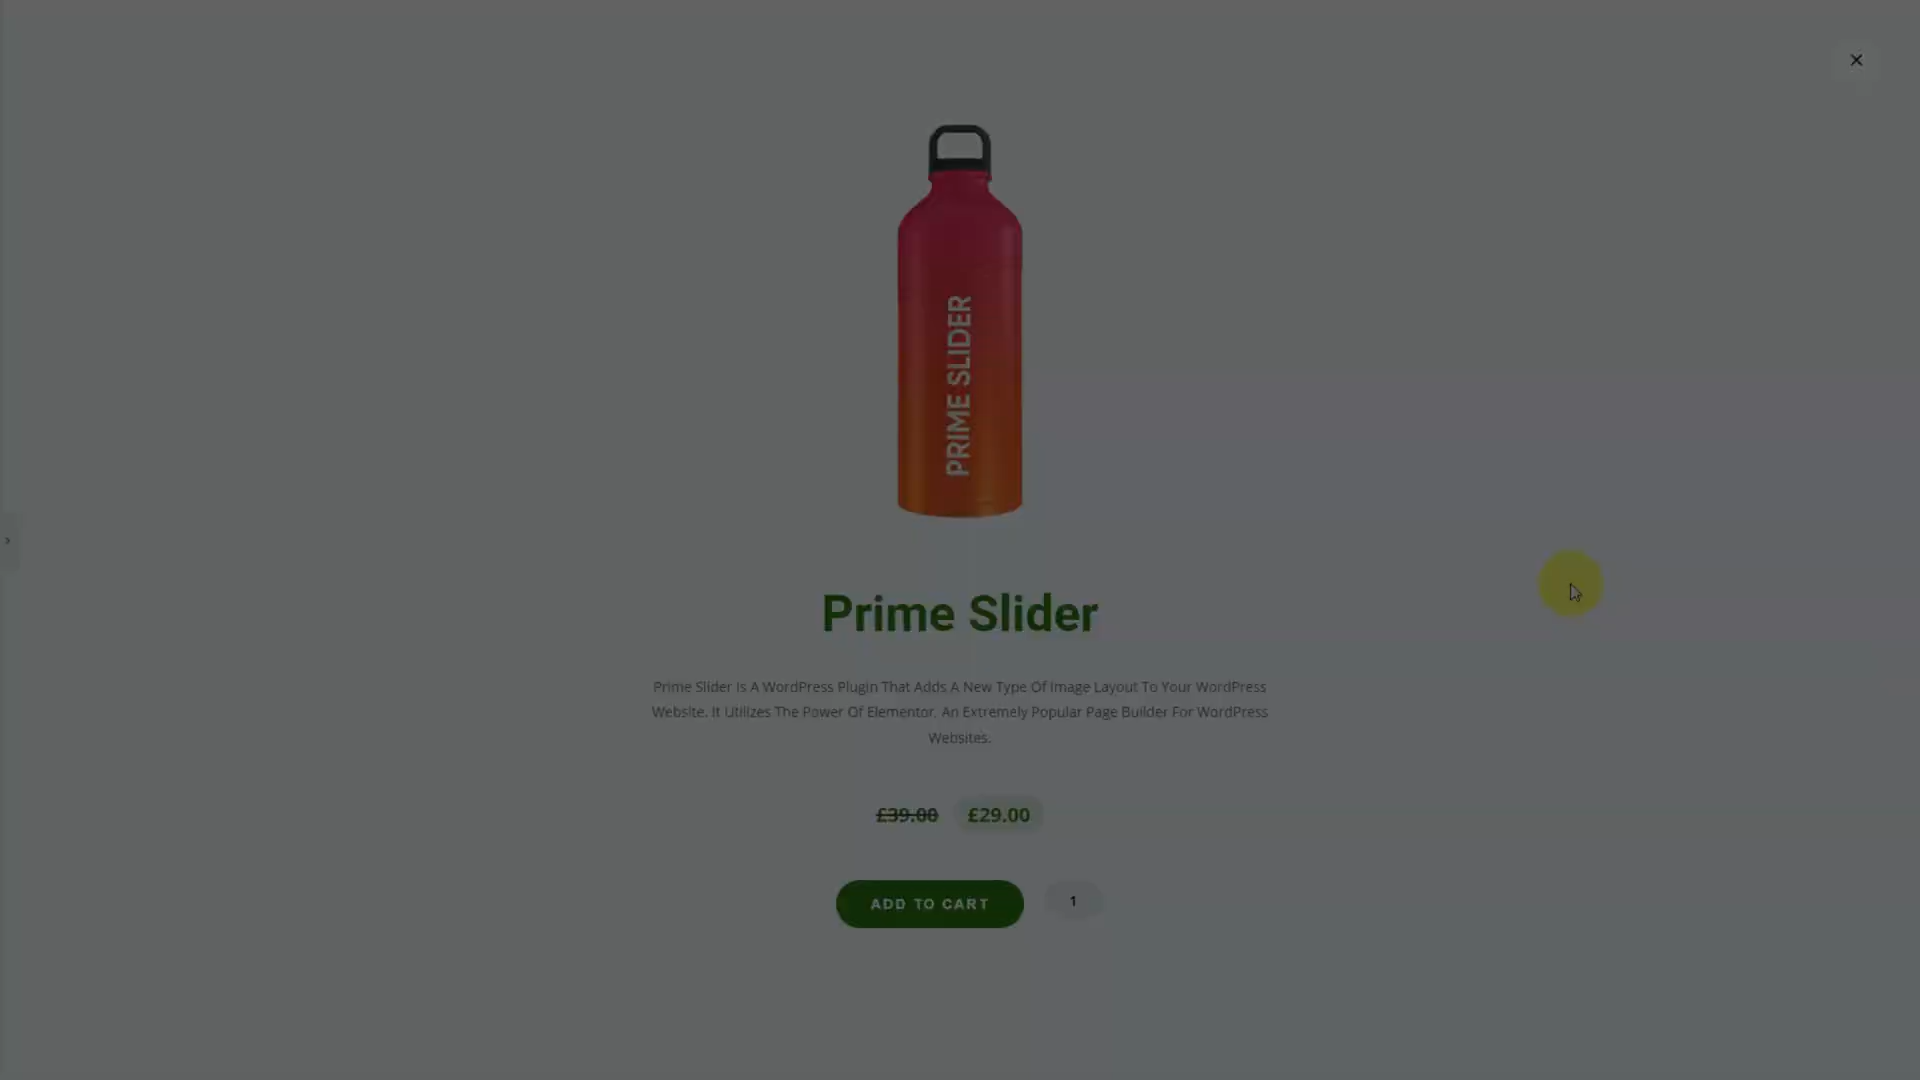 PRIME SLIDER
Prime Slider
Prime Slider Is A WordPress Plugin That Adds A New Type Of Image Layout To Your WordPress
Website. It Utilizes The Power Of Elementor, An Extremely Popular Page Builder For WordPress
Websites.
£39.00 £29.00
ADD TO CART 1